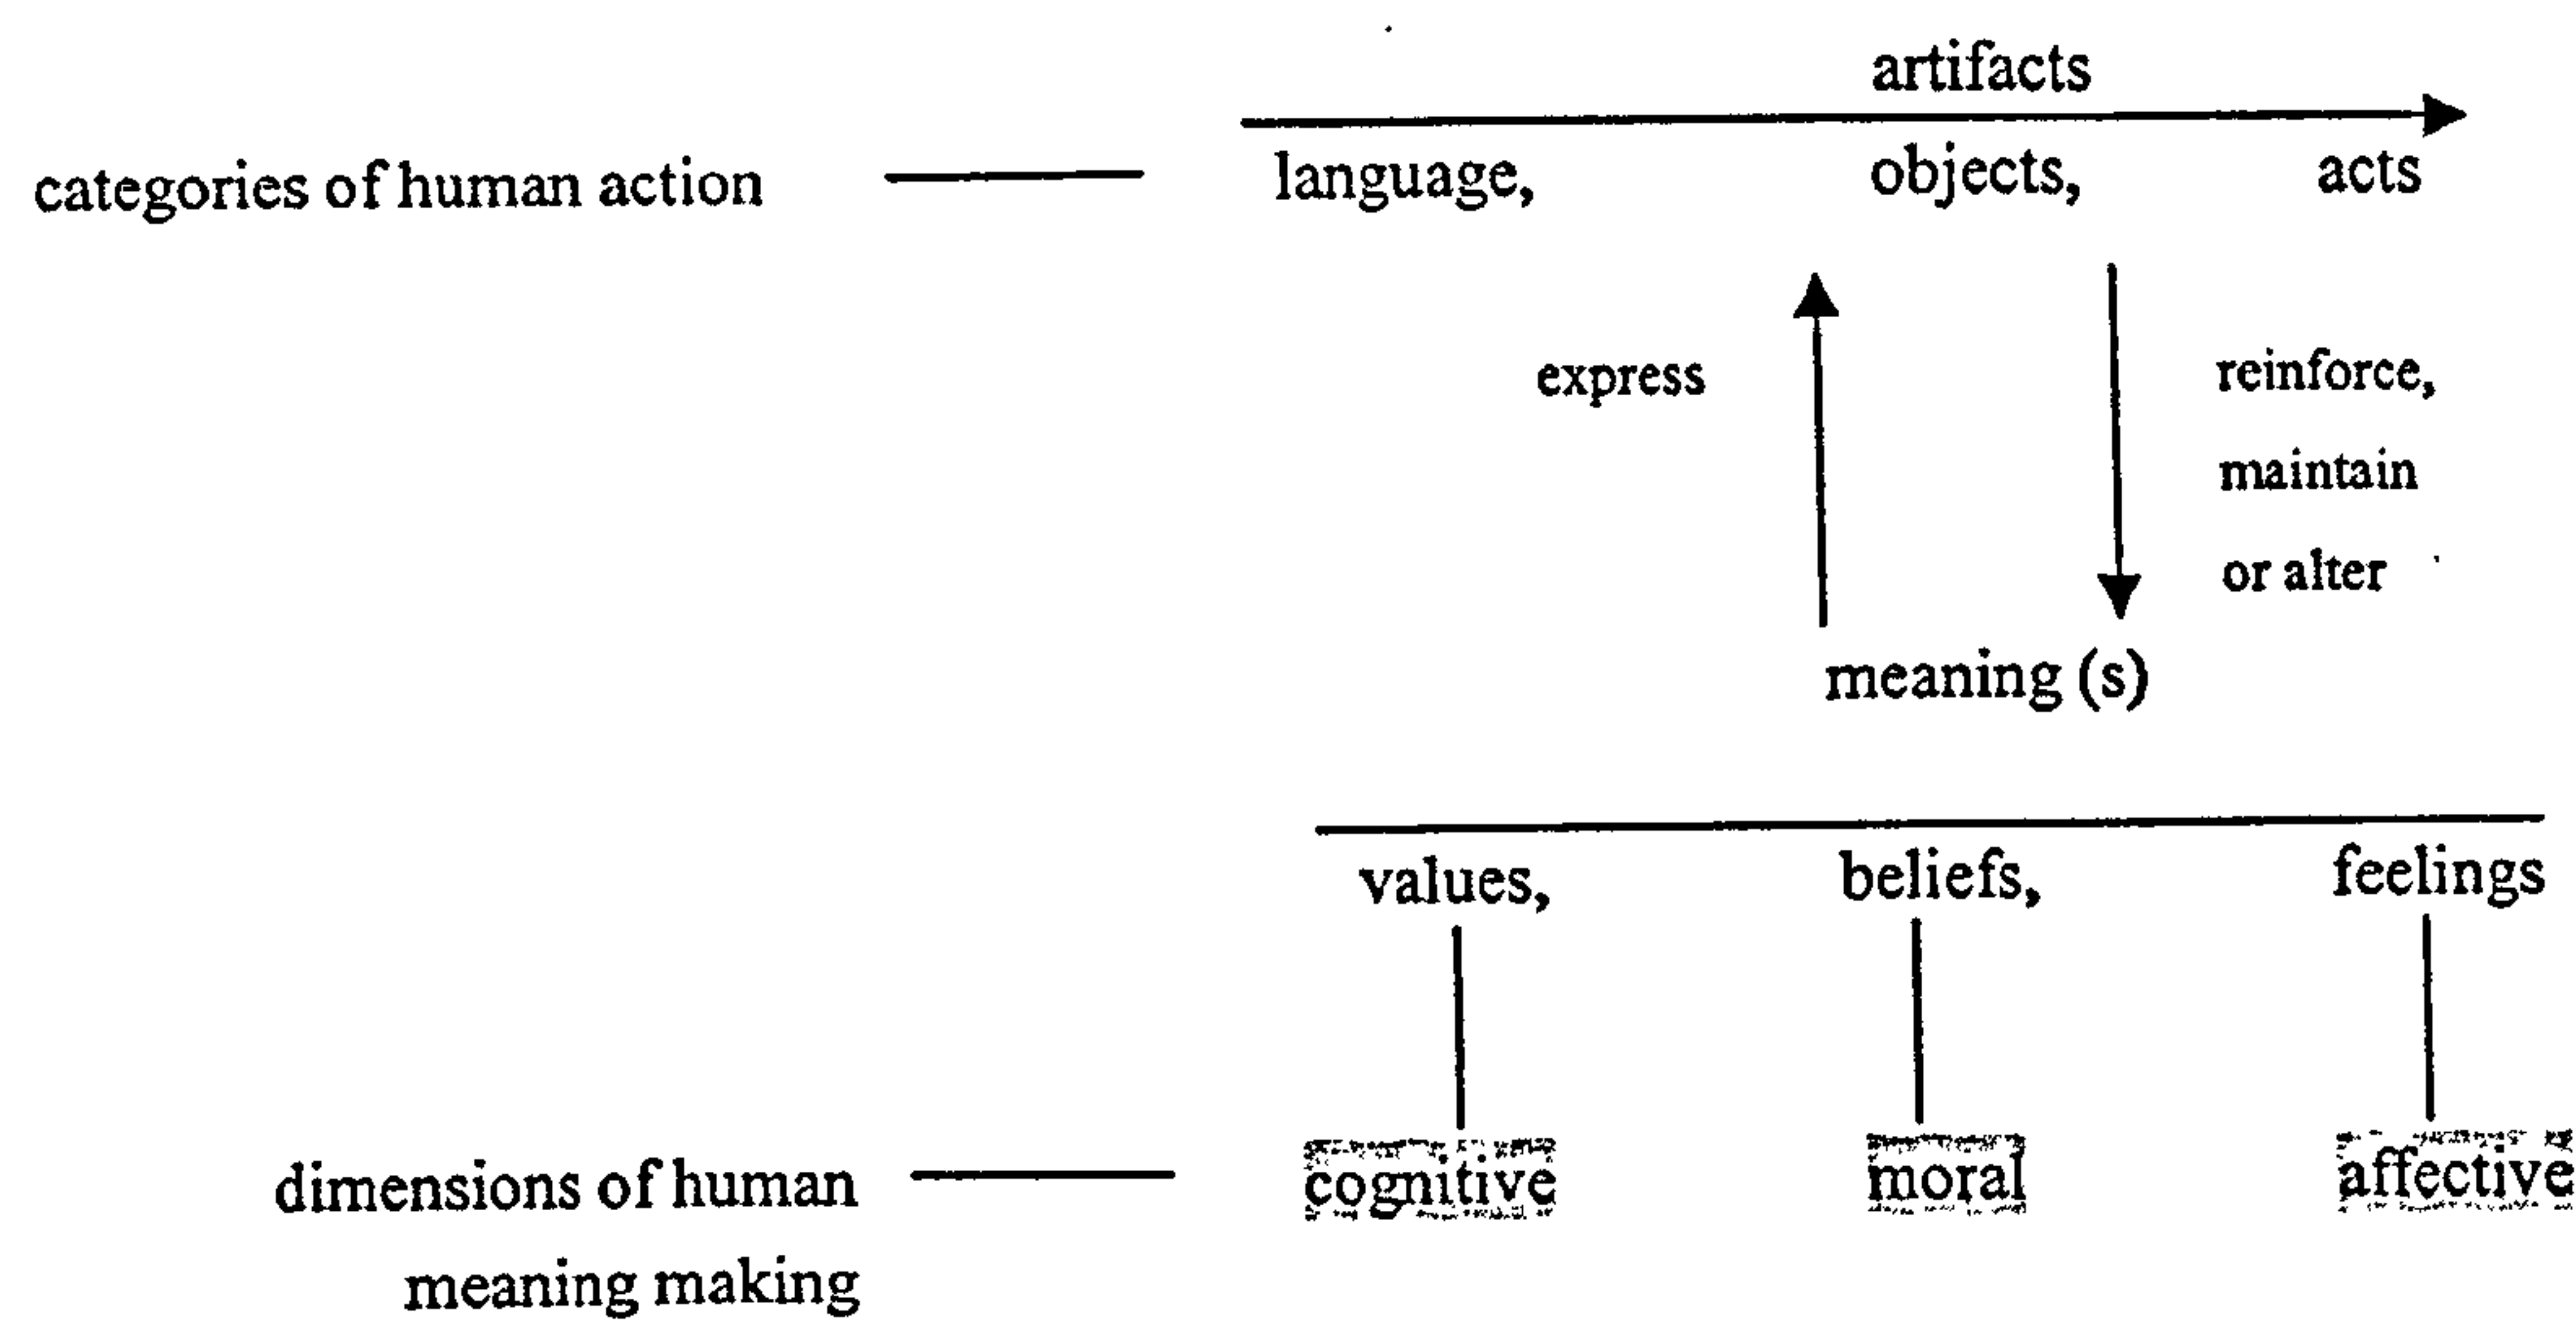 artifacts
categories of human action language, objects, acts
express reinforce,
maintain
or alter
meaning (s)
values, beliefs, feelings
dimensions of human cognitive moral affective
meaning making